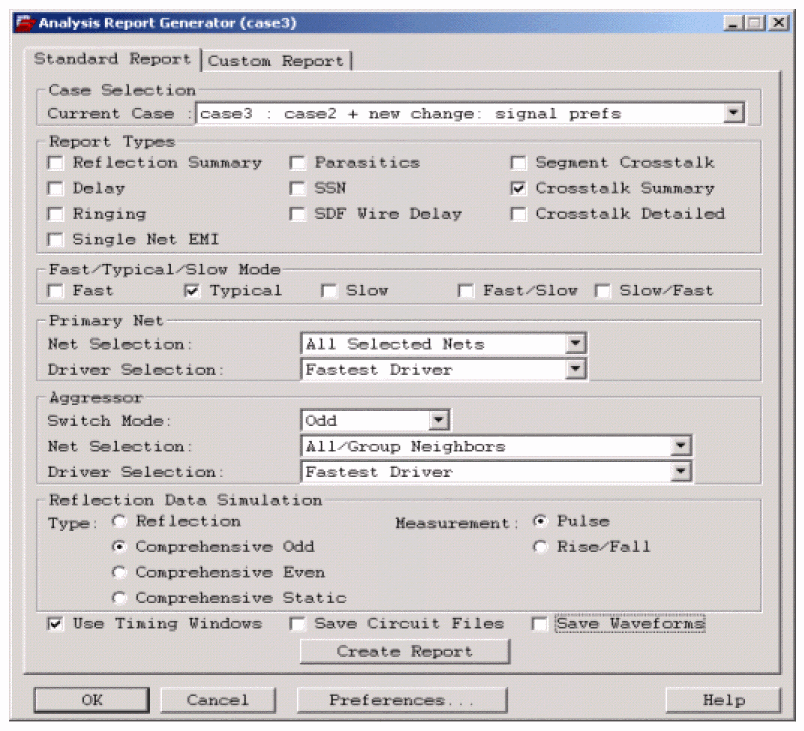 Analysis Report Generator (case3)
Standard Report Custom Report
Case Selection
Current Case : case3 : case2 + new change: signal prefs
Report Types
Reflection Summary Parasitics Segment Crosstalk
Delay SSN Crosstalk Summary
Ringing SDF Wire Delay Crosstalk Detailed
Single Net EMI
Fast/Typical/Slow Mode
Fast Typical Slow Fast/Slow Slow/Fast
Primary Net
Net Selection: All Selected Nets
Driver Selection: Fastest Driver
Aggressor
Switch Mode: Odd
Net Selection: All/Group Neighbors
Driver Selection: Fastest Driver
Reflection Data Simulation
Type: Reflection Measurement: Pulse
Comprehensive Odd Rise/Fall
Comprehensive Even
Comprehensive Static
Use Timing Windows Save Circuit Files Save Waveforms
Create Report
OK Cancel Preferences... Help